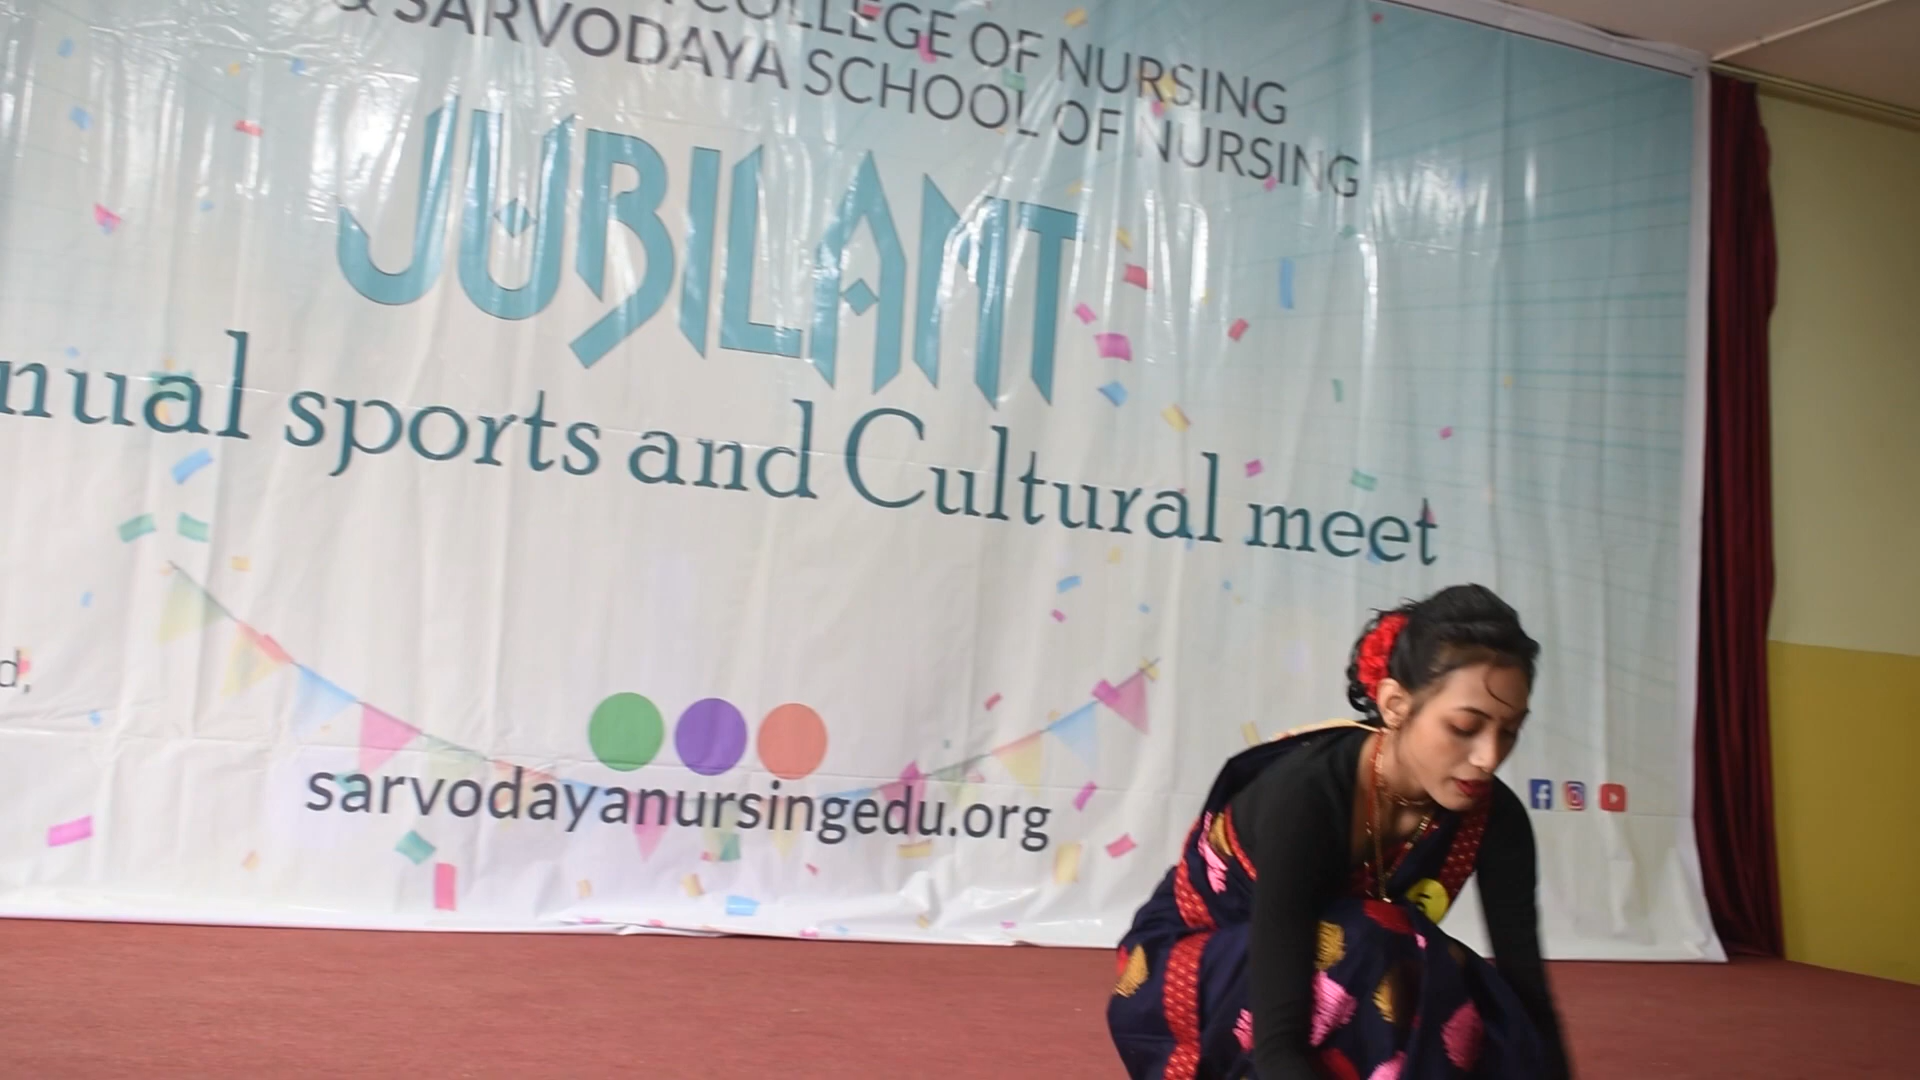 COLLEGE OF NURSING
& SARVODAYA SCHOOL OF NURSING
JUBILANT
nual sports and Cultural meet
d,
sarvodayanursingedu.org